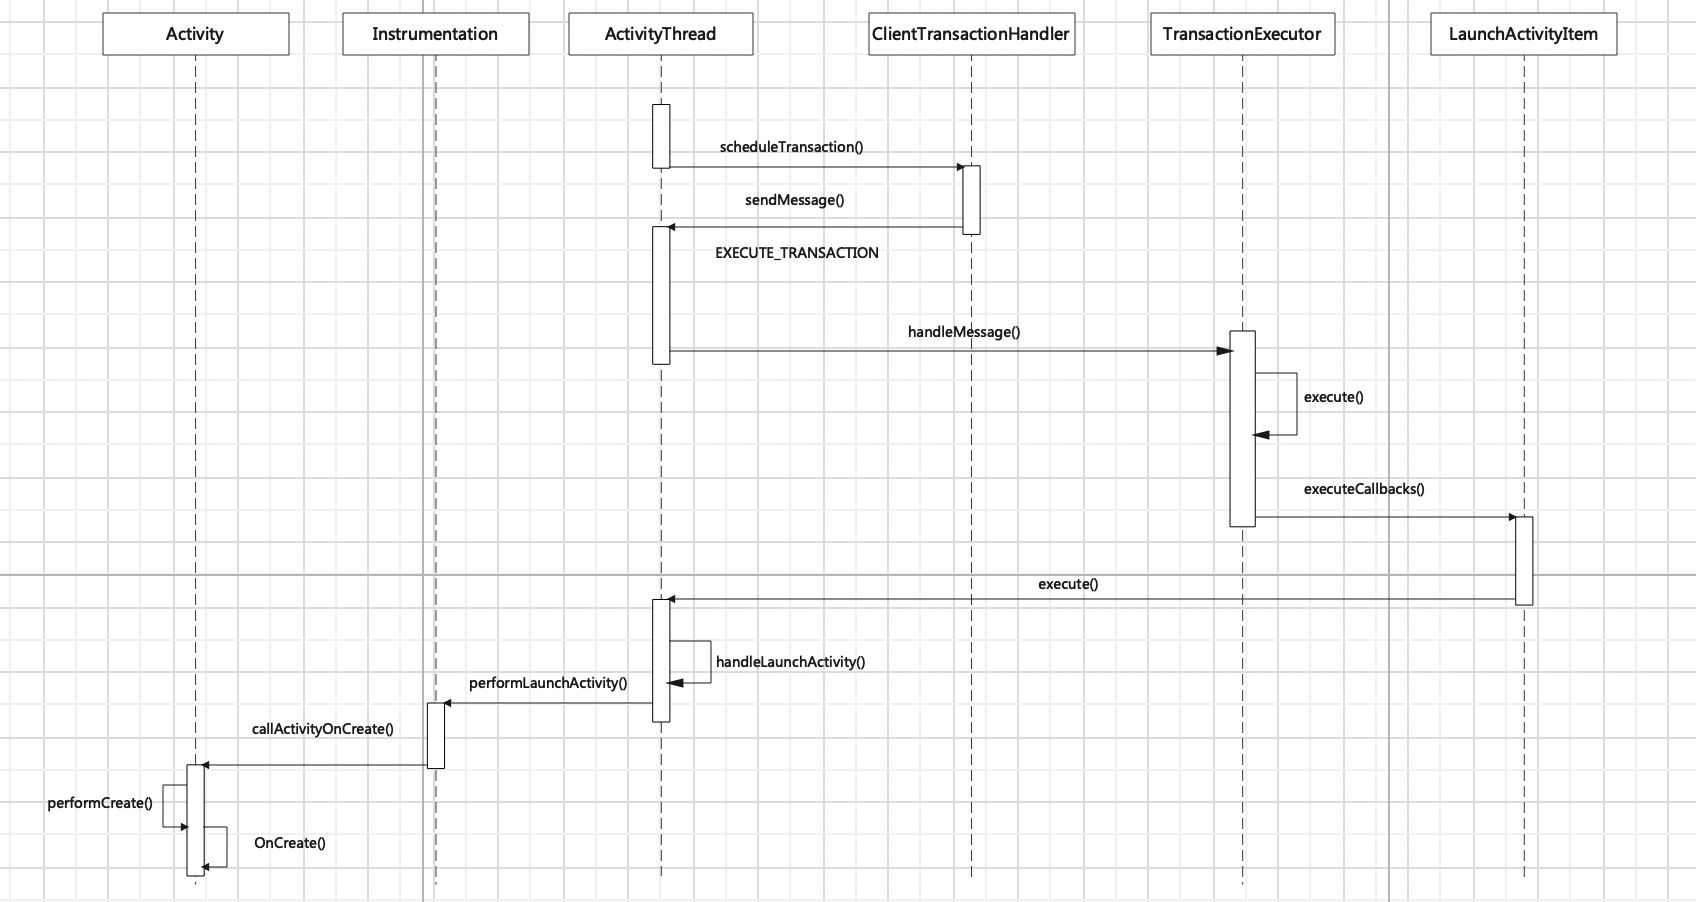 Activity
Instrumentation
ActivityThread
ClientTransactionHandler
TransactionExecutor
LaunchActivityItem
scheduleTransaction()
sendMessage()
EXECUTE_TRANSACTION
handleMessage()
execute()
executeCallbacks()
execute()
handleLaunchActivity()
performLaunchActivity()
callActivityOnCreate()
performCreate()
OnCreate()